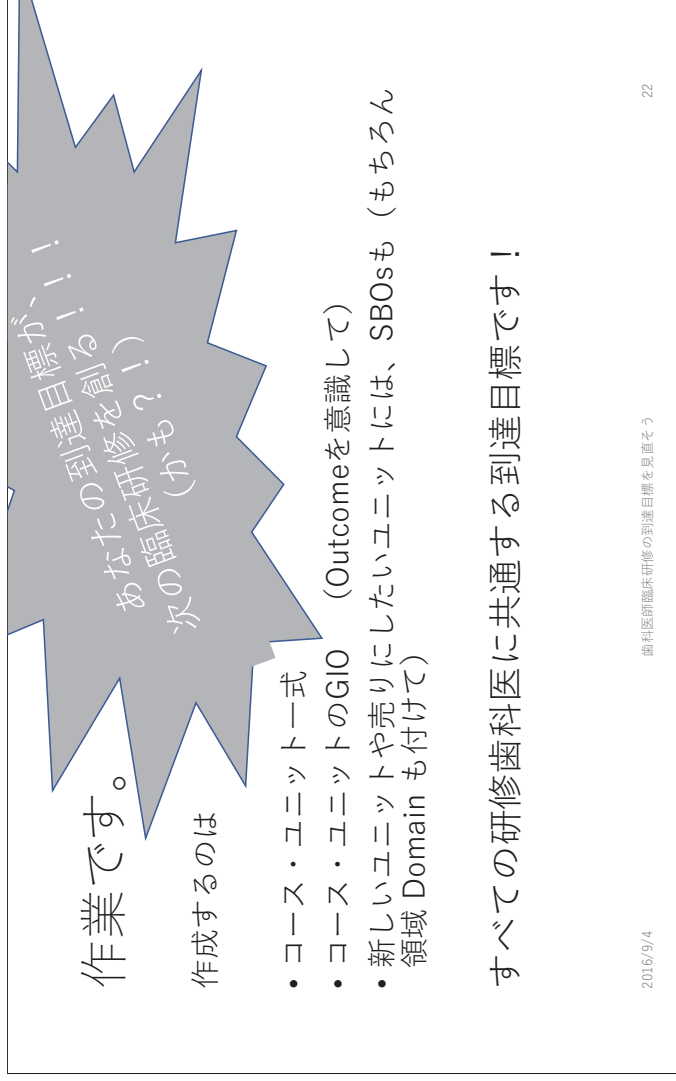 作業です。
あなたの到達目標が、
次の臨床研修を創る！！！
（かも？！）
作成するのは
• コース・ユニット一式
• コース・ユニットのGIO （Outcomeを意識して）
• 新しいユニットや売りにしたいユニットには、SBOsも（もちろん
領域 Domain も付けて）
すべての研修歯科医に共通する到達目標です！
2016/9/4
歯科医師臨床研修の到達目標を見直そう
22